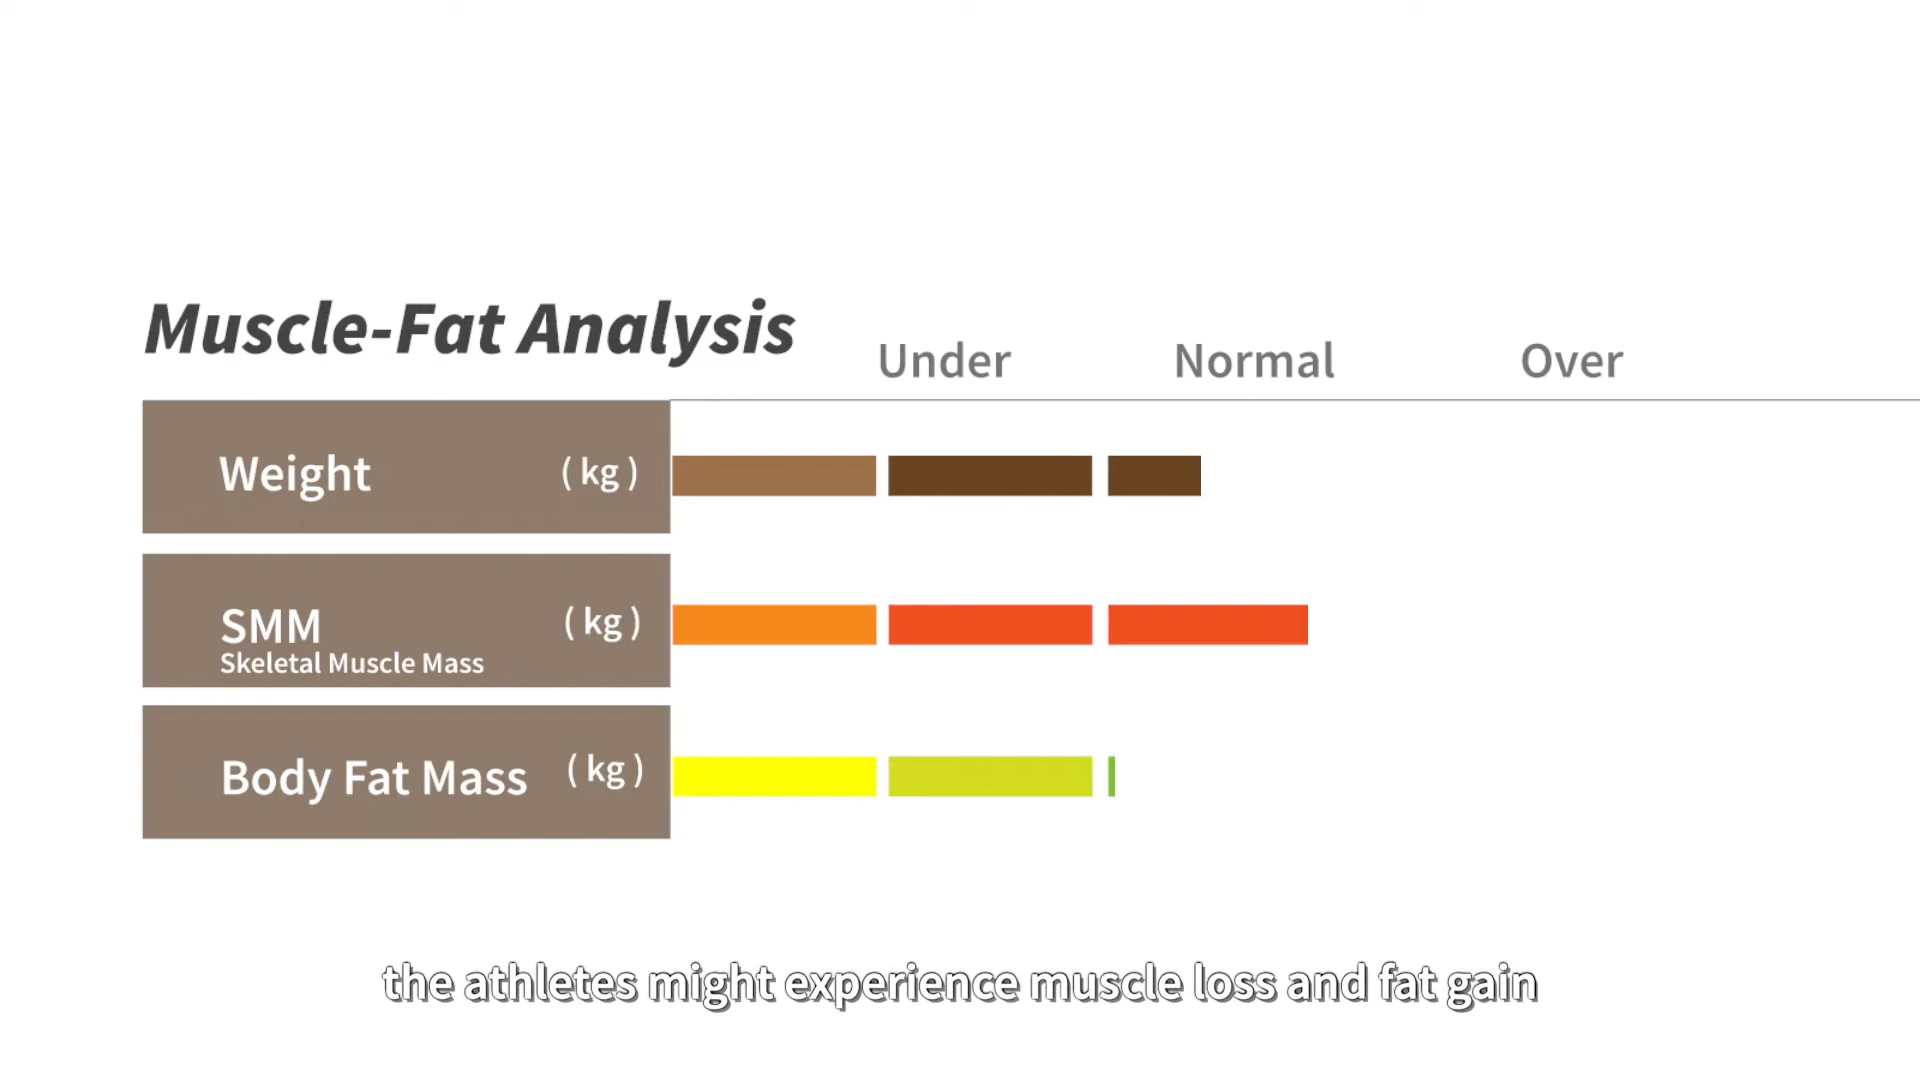 Muscle-Fat Analysis
Under Normal Over
Weight (kg)
SMM (kg)
Skeletal Muscle Mass
Body Fat Mass (kg)
the athletes might experience muscle loss and fat gain